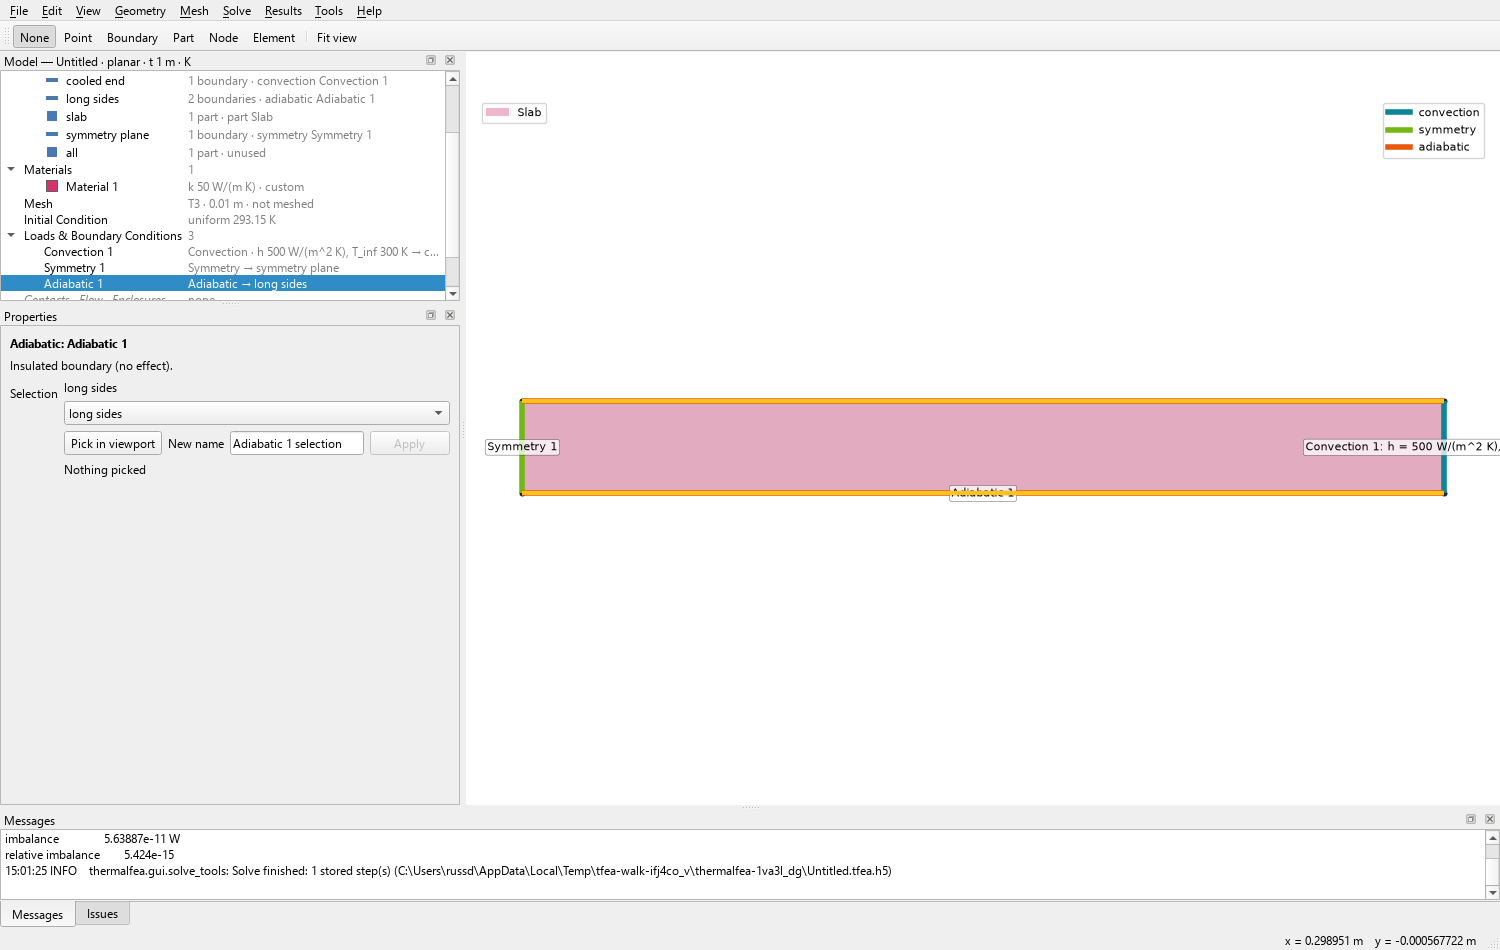 File Edit View Geometry Mesh Solve Results Tools Help
None Point Boundary Part Node Element Fit view
Model — Untitled · planar · t 1 m · K
cooled end 1 boundary · convection Convection 1
long sides 2 boundaries · adiabatic Adiabatic 1
slab 1 part · part Slab
symmetry plane 1 boundary · symmetry Symmetry 1
all 1 part · unused
Materials 1
Material 1 k 50 W/(m K) · custom
Mesh T3 · 0.01 m · not meshed
Initial Condition uniform 293.15 K
Loads & Boundary Conditions 3
Convection 1 Convection · h 500 W/(m^2 K), T_inf 300 K → c...
Symmetry 1 Symmetry → symmetry plane
Adiabatic 1 Adiabatic → long sides
Contacts Flow Enclosures none
Properties
Adiabatic: Adiabatic 1
Insulated boundary (no effect).
Selection long sides
long sides
Pick in viewport New name Adiabatic 1 selection Apply
Nothing picked
Slab
convection
symmetry
adiabatic
Symmetry 1
Convection 1: h = 500 W/(m^2 K),
Adiabatic 1
Messages
imbalance 5.63887e-11 W
relative imbalance 5.424e-15
15:01:25 INFO thermalfea.gui.solve_tools: Solve finished: 1 stored step(s) (C:\Users\russd\AppData\Local\Temp\tfea-walk-ifj4co_v\thermalfea-1va3l_dg\Untitled.tfea.h5)
Messages Issues
x = 0.298951 m y = -0.000567722 m